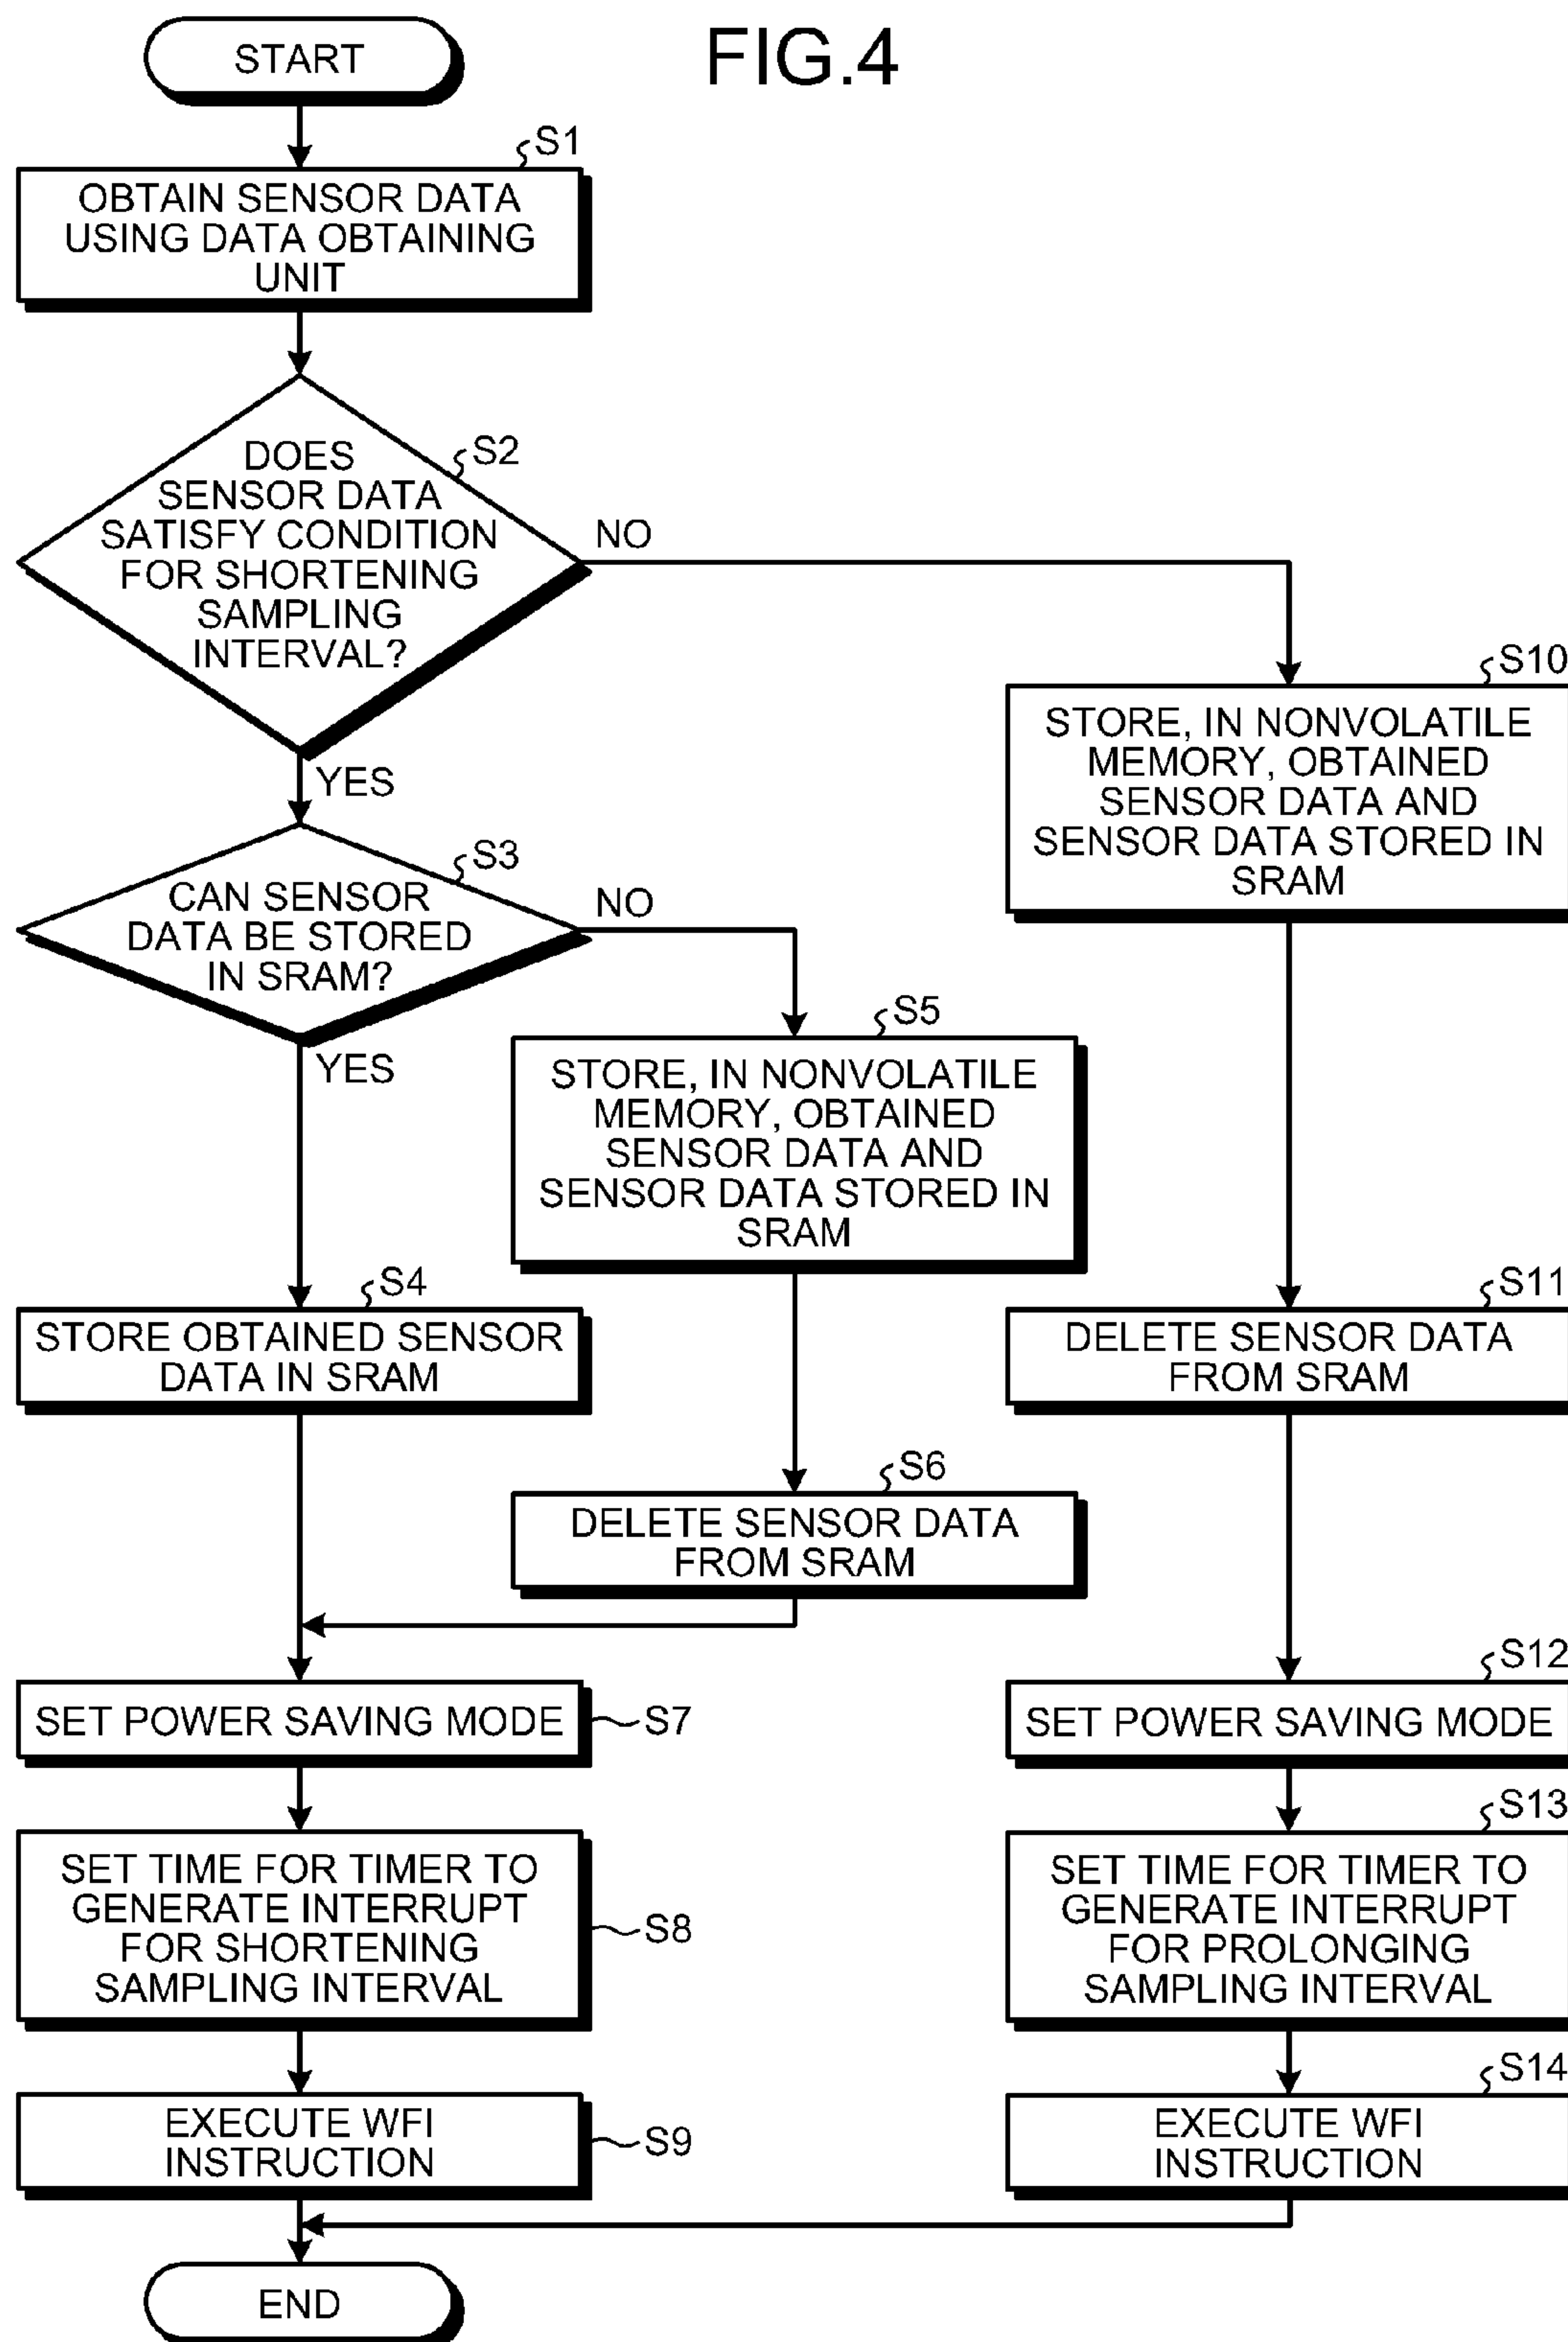 FIG.4
START
S1
OBTAIN SENSOR DATA
USING DATA OBTAINING
UNIT
S2
DOES
SENSOR DATA
SATISFY CONDITION
FOR SHORTENING
SAMPLING
INTERVAL?
NO
YES
S3
CAN SENSOR
DATA BE STORED
IN SRAM?
NO
YES
S4
STORE OBTAINED SENSOR
DATA IN SRAM
S5
STORE, IN NONVOLATILE
MEMORY, OBTAINED
SENSOR DATA AND
SENSOR DATA STORED IN
SRAM
S6
DELETE SENSOR DATA
FROM SRAM
SET POWER SAVING MODE
S7
SET TIME FOR TIMER TO
GENERATE INTERRUPT
FOR SHORTENING
SAMPLING INTERVAL
S8
EXECUTE WFI
INSTRUCTION
S9
S10
STORE, IN NONVOLATILE
MEMORY, OBTAINED
SENSOR DATA AND
SENSOR DATA STORED IN
SRAM
S11
DELETE SENSOR DATA
FROM SRAM
S12
SET POWER SAVING MODE
S13
SET TIME FOR TIMER TO
GENERATE INTERRUPT
FOR PROLONGING
SAMPLING INTERVAL
S14
EXECUTE WFI
INSTRUCTION
END